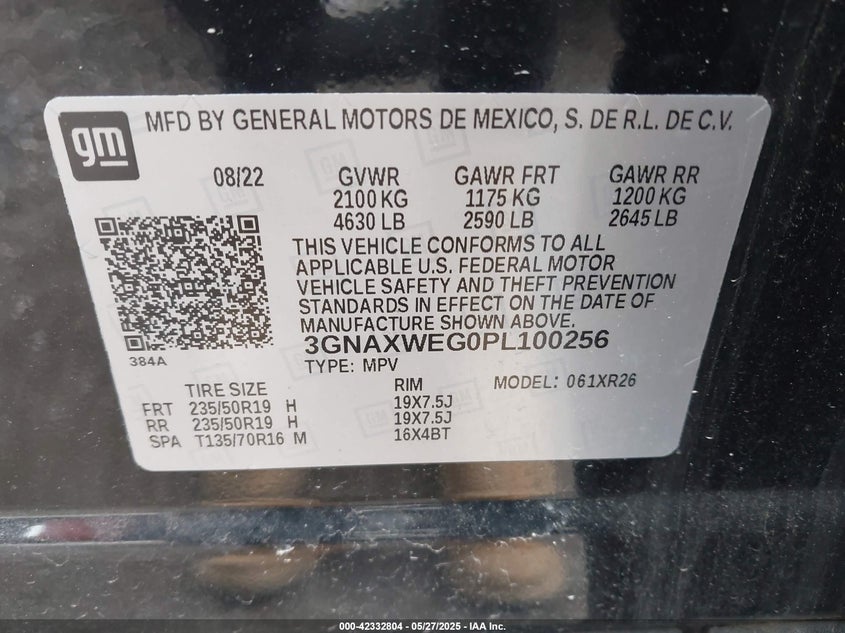 gm
MFD BY GENERAL MOTORS DE MEXICO, S. DE R.L. DE C.V.
08/22 GVWR GAWR FRT GAWR RR
2100 KG 1175 KG 1200 KG
4630 LB 2590 LB 2645 LB
THIS VEHICLE CONFORMS TO ALL
APPLICABLE U.S. FEDERAL MOTOR
VEHICLE SAFETY AND THEFT PREVENTION
STANDARDS IN EFFECT ON THE DATE OF
MANUFACTURE SHOWN ABOVE.
384A
3GNAXWEG0PL100256
TYPE: MPV
TIRE SIZE RIM MODEL: 061XR26
FRT 235/50R19 H 19X7.5J
RR 235/50R19 H 19X7.5J
SPA T135/70R16 M 16X4BT
000-42332804 - 05/27/2025 - IAA Inc.